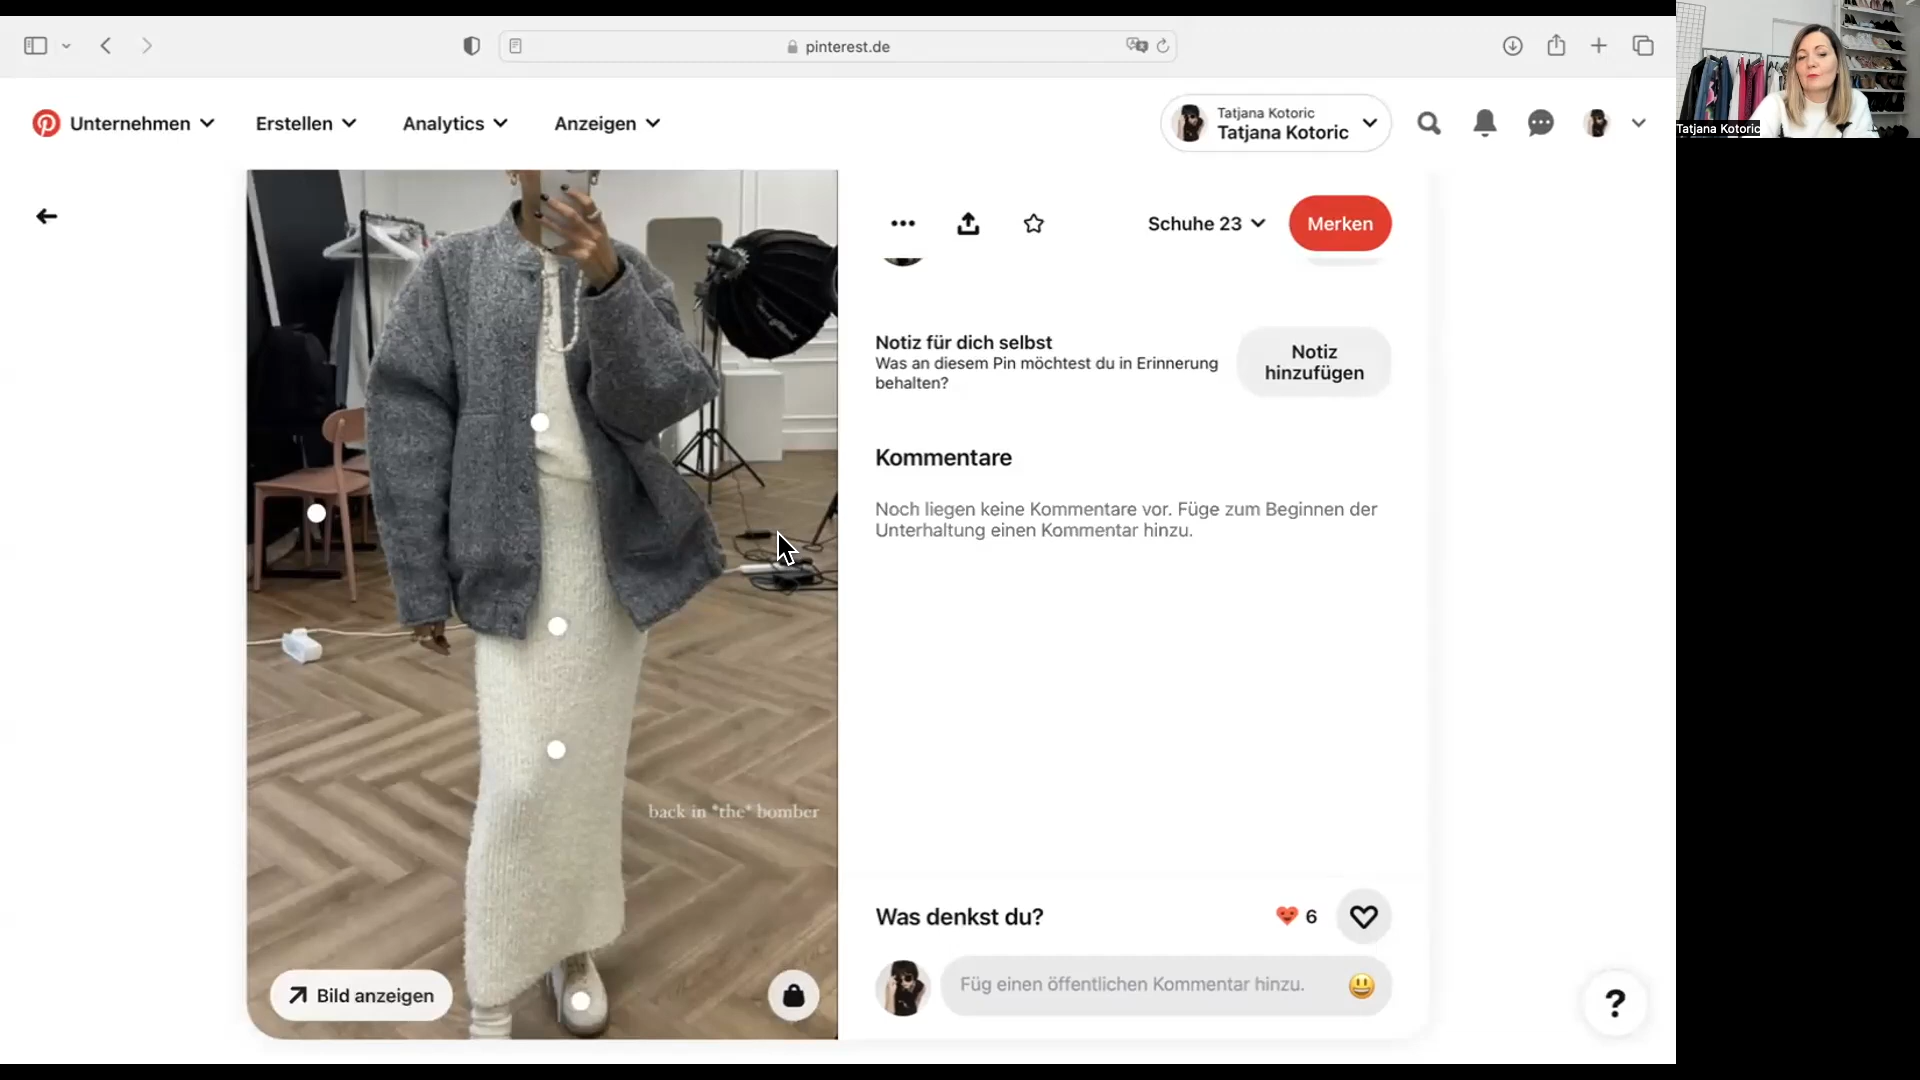 pinterest.de
Unternehmen
Erstellen
Analytics
Anzeigen
Tatjana Kotoric
Tatjana Kotoric
Tatjana Kotoric
Schuhe 23
Merken
Notiz für dich selbst
Was an diesem Pin möchtest du in Erinnerung
behalten?
Notiz
hinzufügen
Kommentare
Noch liegen keine Kommentare vor. Füge zum Beginnen der
Unterhaltung einen Kommentar hinzu.
back in *the* bomber
Bild anzeigen
Was denkst du?
6
Füg einen öffentlichen Kommentar hinzu.
?